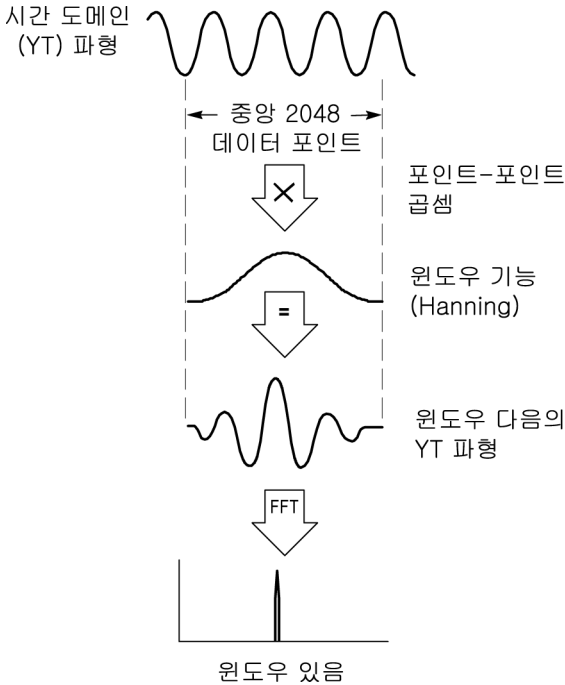 시간 도메인
(YT) 파형
중앙 2048
데이터 포인트
×
포인트-포인트
곱셈
윈도우 기능
(Hanning)
=
윈도우 다음의
YT 파형
FFT
윈도우 있음